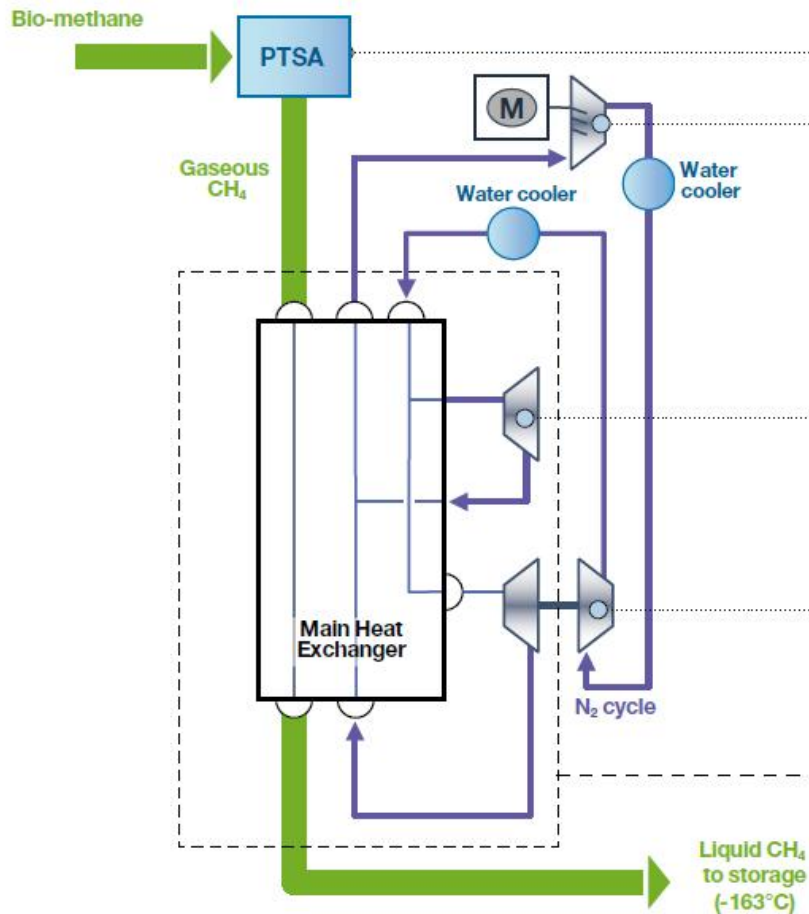 Bio-methane
PTSA
M
Gaseous
CH₄
Water cooler
Water
cooler
Main Heat
Exchanger
N₂ cycle
Liquid CH₄
to storage
(-163°C)